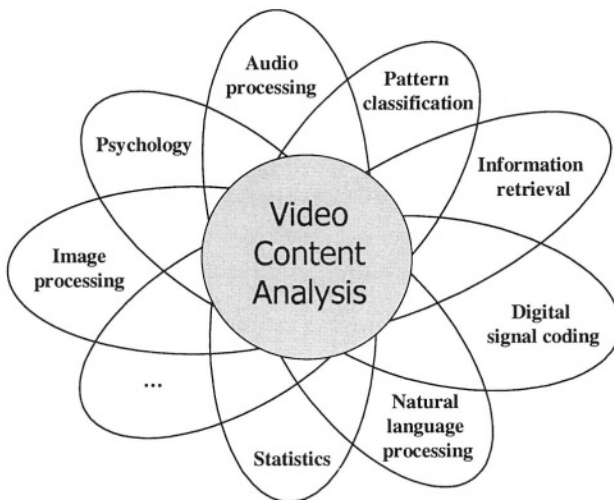 Audio
processing
Pattern
classification
Psychology
Information
retrieval
Video
Content
Analysis
Image
processing
Digital
signal coding
...
Natural
language
processing
Statistics